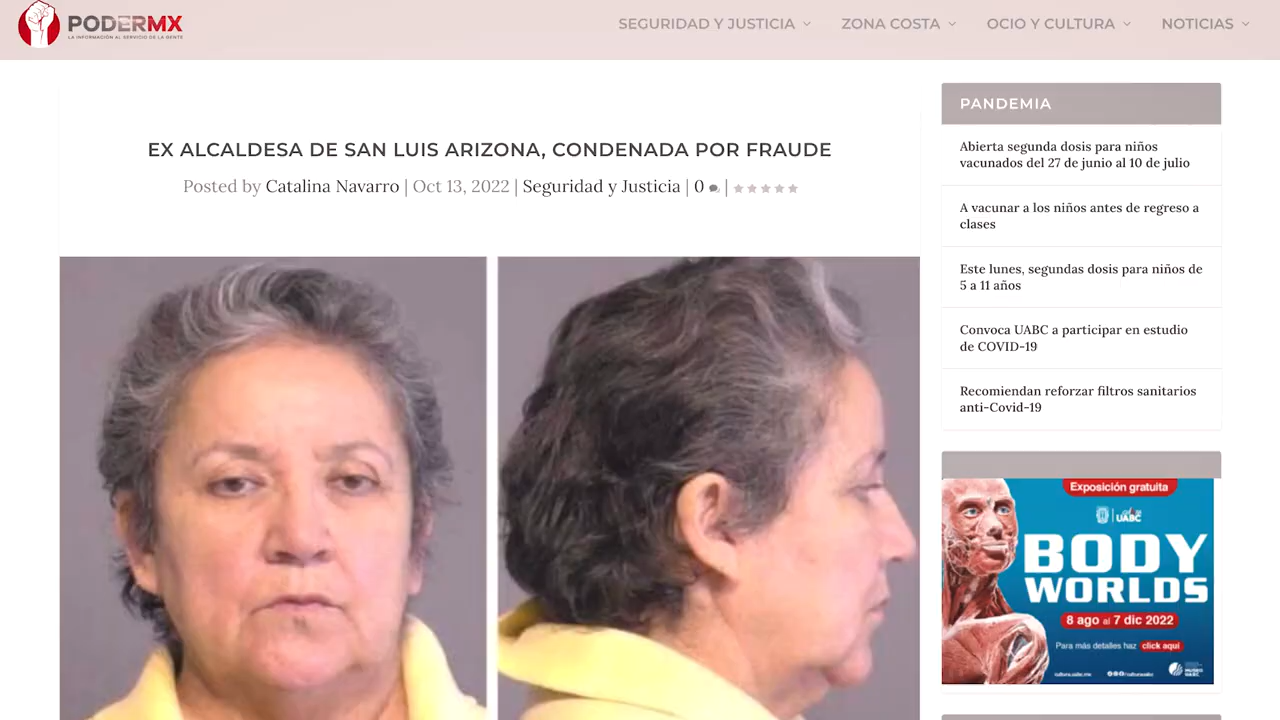 PODERMX
LA INFORMACIÓN AL SERVICIO DE LA GENTE
SEGURIDAD Y JUSTICIA
ZONA COSTA
OCIO Y CULTURA
NOTICIAS
EX ALCALDESA DE SAN LUIS ARIZONA, CONDENADA POR FRAUDE
Posted by Catalina Navarro | Oct 13, 2022 | Seguridad y Justicia | 0 |
PANDEMIA
Abierta segunda dosis para niños
vacunados del 27 de junio al 10 de julio
A vacunar a los niños antes de regreso a
clases
Este lunes, segundas dosis para niños de
5 a 11 años
Convoca UABC a participar en estudio
de COVID-19
Recomiendan reforzar filtros sanitarios
anti-Covid-19
Exposición gratuita
UABC
BODY
WORLDS
8 ago al 7 dic 2022
Para más detalles haz click aquí
cultura.uabc.mx
/culturauabc